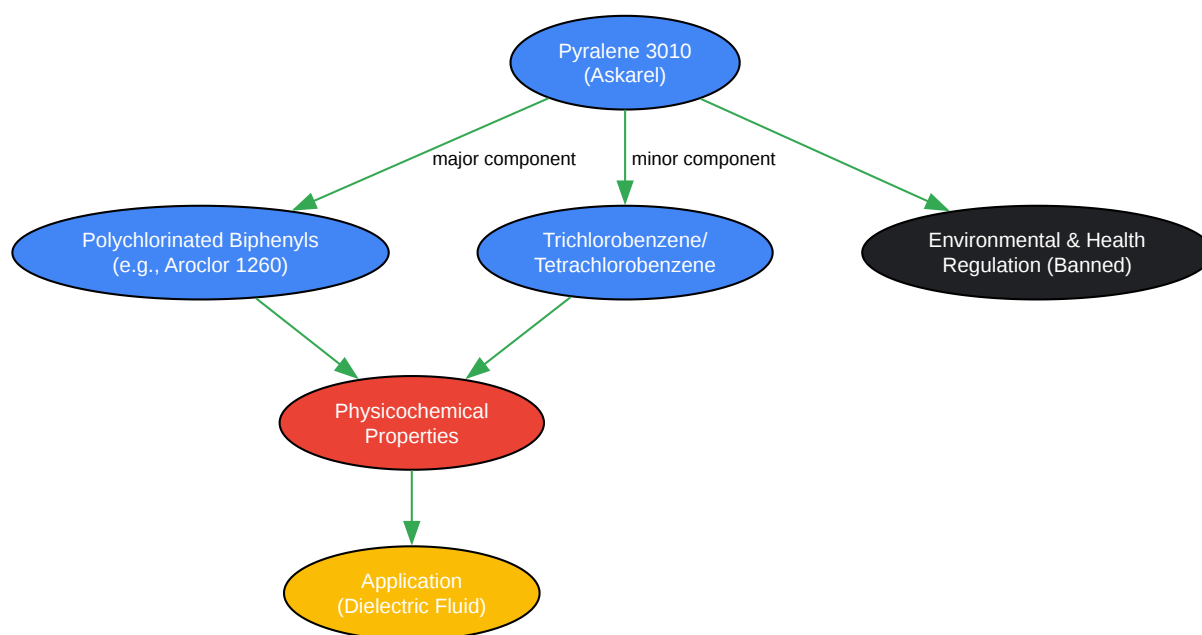 Pyralene 3010
(Askarel)
major component
minor component
Polychlorinated Biphenyls
(e.g., Aroclor 1260)
Trichlorobenzene/
Tetrachlorobenzene
Environmental & Health
Regulation (Banned)
Physicochemical
Properties
Application
(Dielectric Fluid)